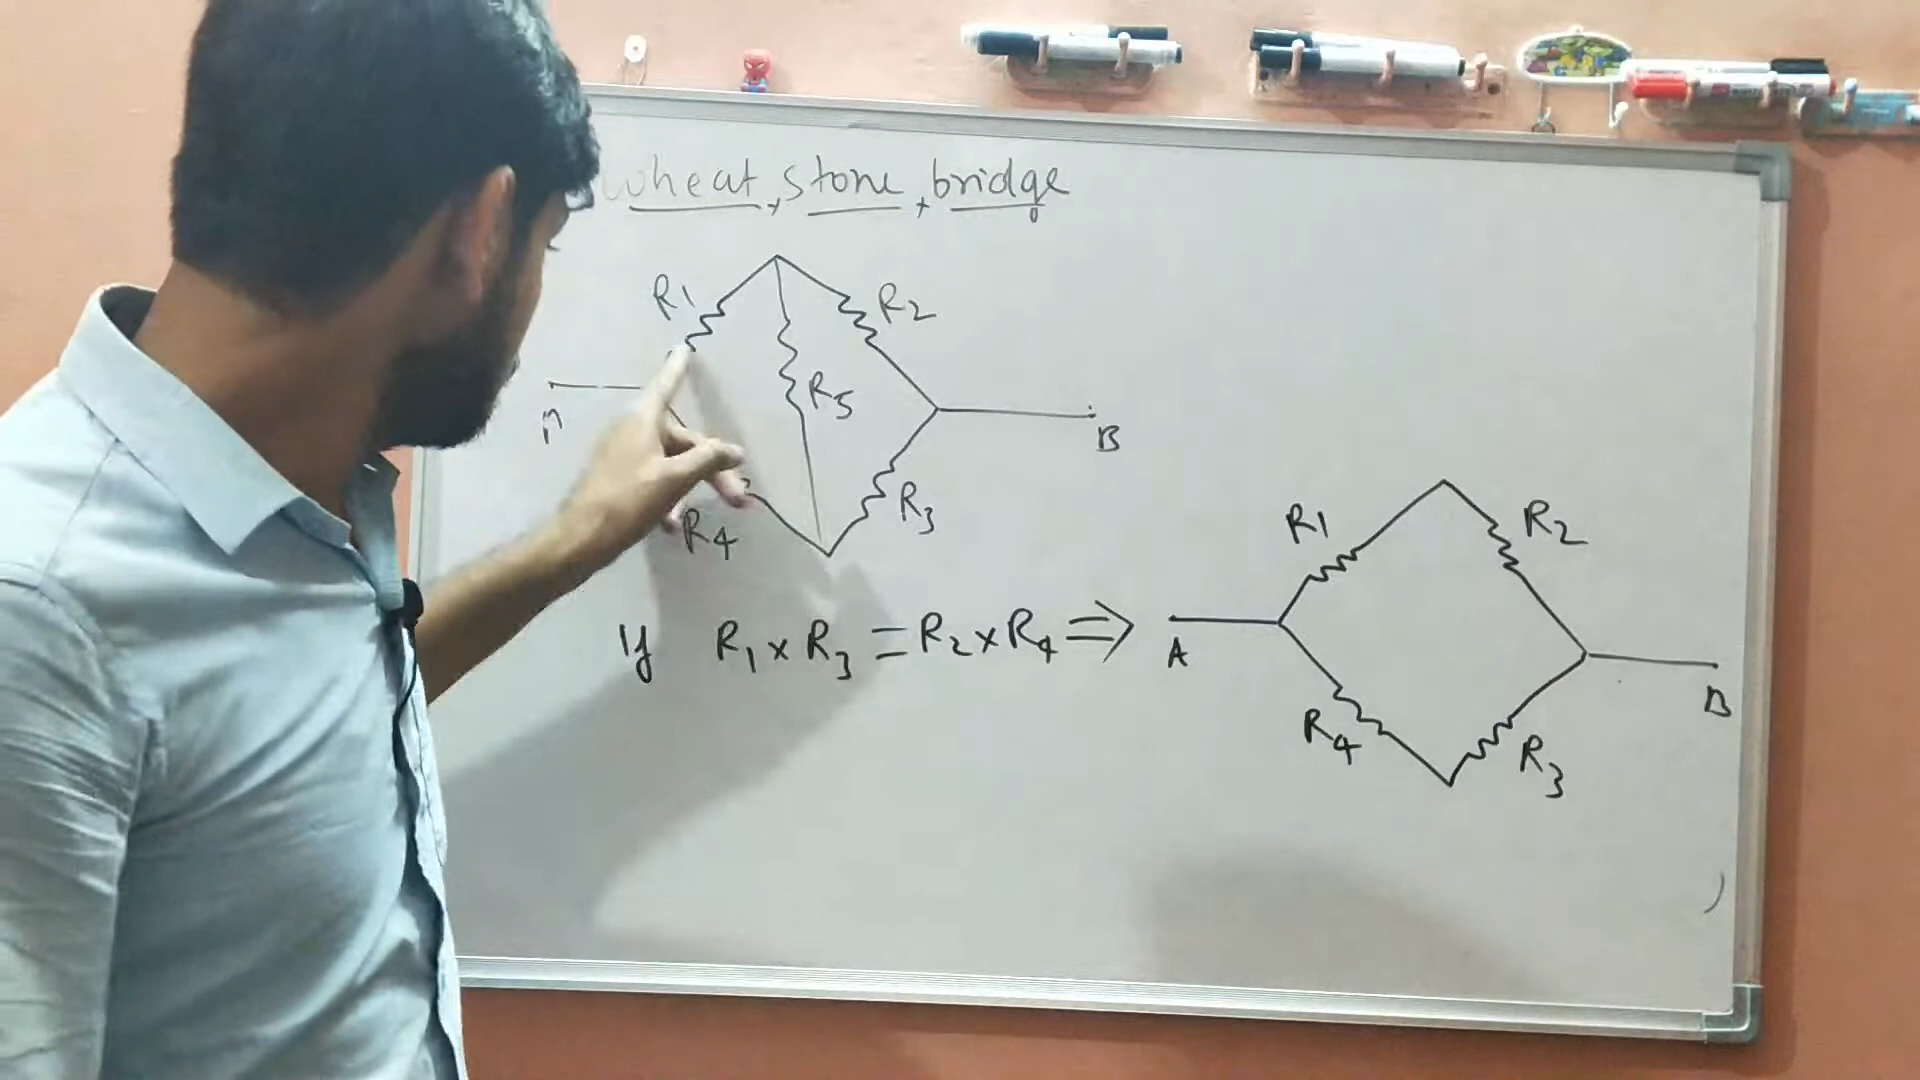 wheat, stone, bridge
R1 R2
R5
A B
R4 R3
If R1 x R3 = R2 x R4 ⇒
R1 R2
A B
R4 R3